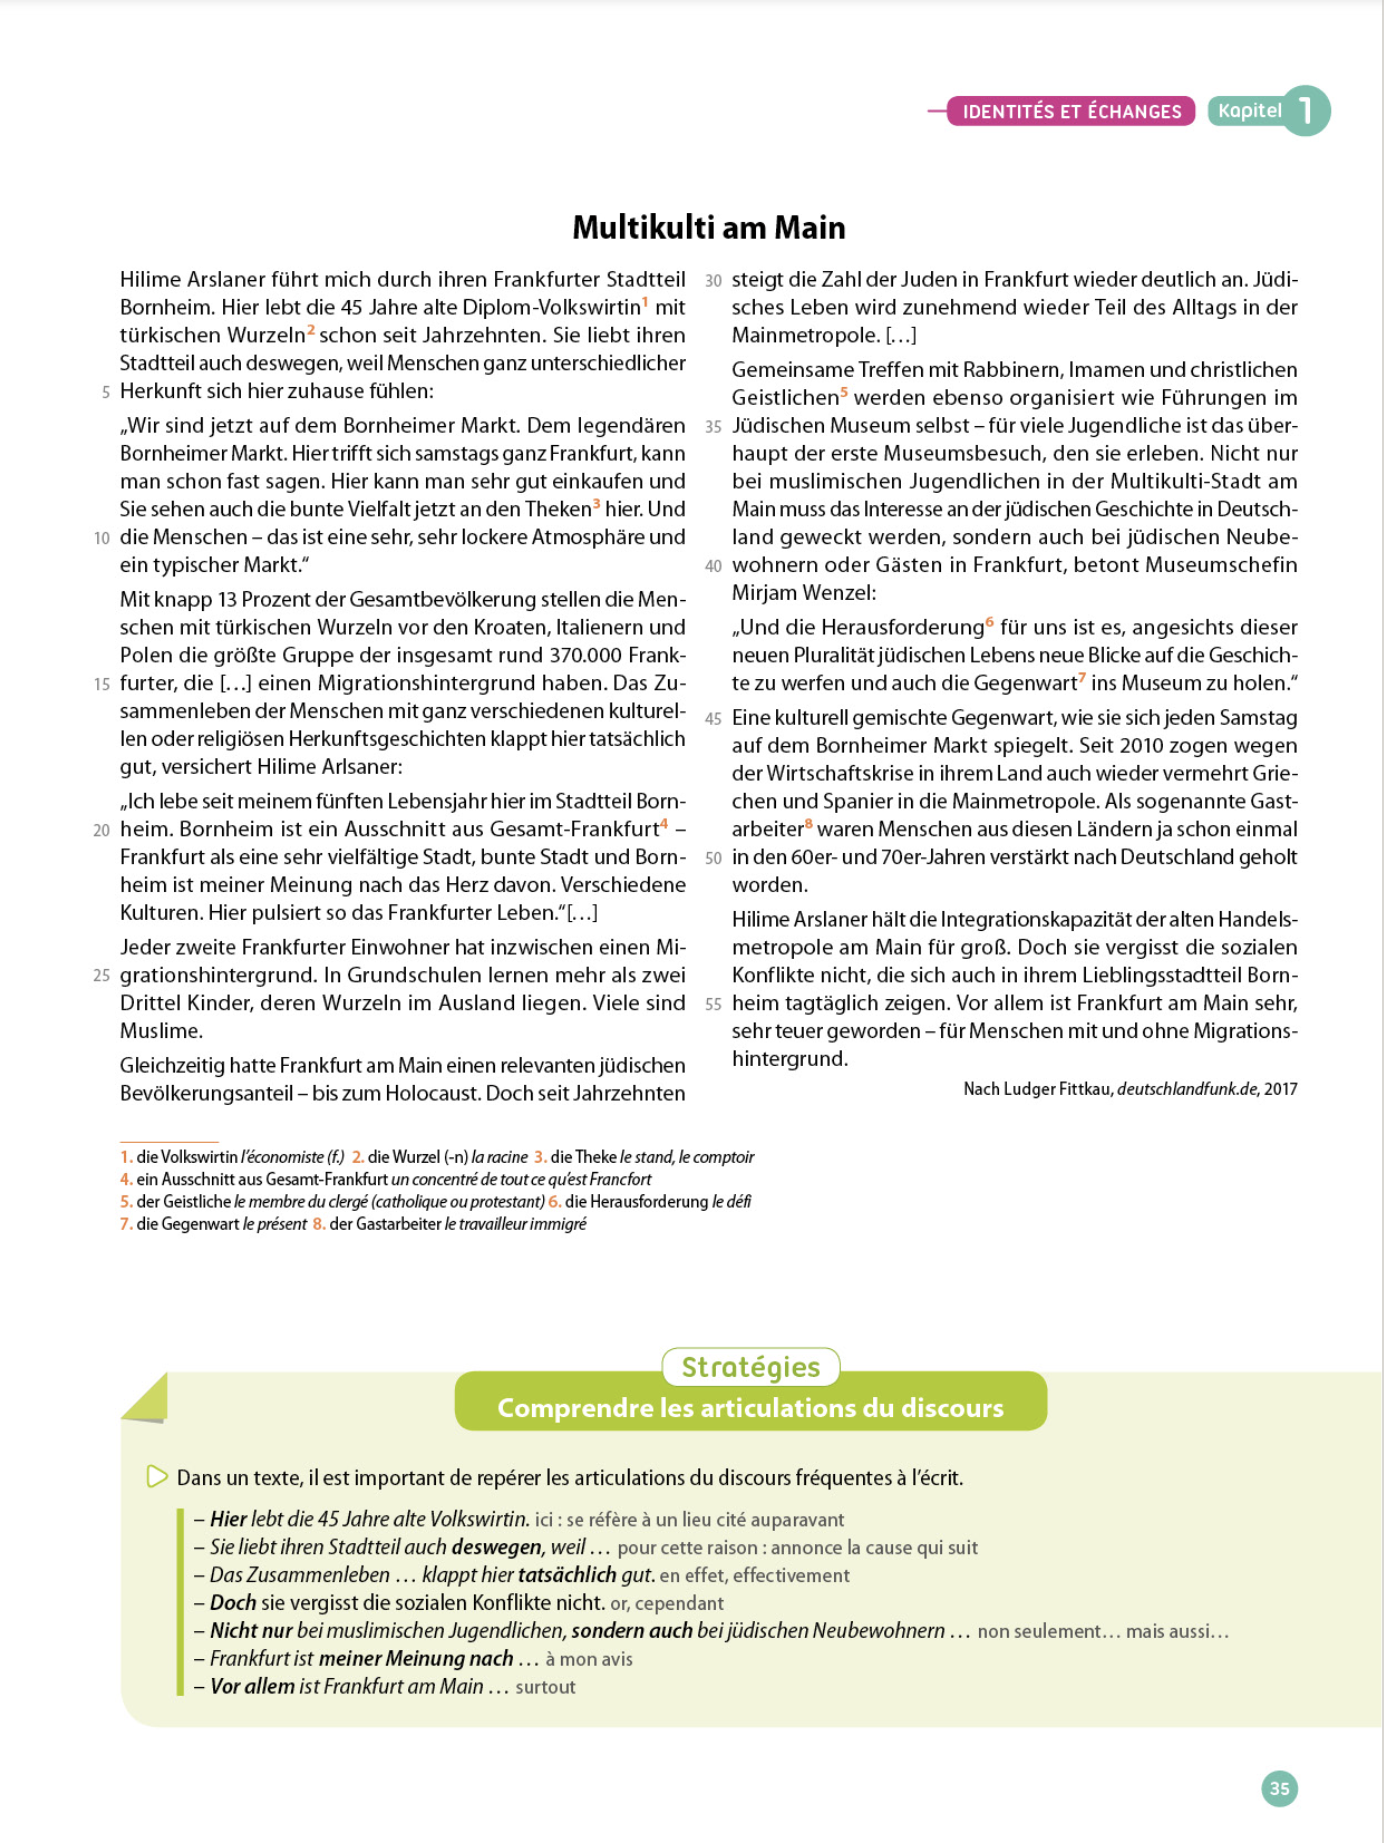 IDENTITÉS ET ÉCHANGES Kapitel 1
Multikulti am Main
Hilime Arslaner führt mich durch ihren Frankfurter Stadtteil
Bornheim. Hier lebt die 45 Jahre alte Diplom-Volkswirtin1 mit
türkischen Wurzeln2 schon seit Jahrzehnten. Sie liebt ihren
Stadtteil auch deswegen, weil Menschen ganz unterschiedlicher
5 Herkunft sich hier zuhause fühlen:
„Wir sind jetzt auf dem Bornheimer Markt. Dem legendären
Bornheimer Markt. Hier trifft sich samstags ganz Frankfurt, kann
man schon fast sagen. Hier kann man sehr gut einkaufen und
Sie sehen auch die bunte Vielfalt jetzt an den Theken3 hier. Und
10 die Menschen – das ist eine sehr, sehr lockere Atmosphäre und
ein typischer Markt.“
Mit knapp 13 Prozent der Gesamtbevölkerung stellen die Men-
schen mit türkischen Wurzeln vor den Kroaten, Italienern und
Polen die größte Gruppe der insgesamt rund 370.000 Frank-
15 furter, die […] einen Migrationshintergrund haben. Das Zu-
sammenleben der Menschen mit ganz verschiedenen kulturel-
len oder religiösen Herkunftsgeschichten klappt hier tatsächlich
gut, versichert Hilime Arlsaner:
„Ich lebe seit meinem fünften Lebensjahr hier im Stadtteil Born-
20 heim. Bornheim ist ein Ausschnitt aus Gesamt-Frankfurt4 –
Frankfurt als eine sehr vielfältige Stadt, bunte Stadt und Born-
heim ist meiner Meinung nach das Herz davon. Verschiedene
Kulturen. Hier pulsiert so das Frankfurter Leben.“[…]
Jeder zweite Frankfurter Einwohner hat inzwischen einen Mi-
25 grationshintergrund. In Grundschulen lernen mehr als zwei
Drittel Kinder, deren Wurzeln im Ausland liegen. Viele sind
Muslime.
Gleichzeitig hatte Frankfurt am Main einen relevanten jüdischen
Bevölkerungsanteil – bis zum Holocaust. Doch seit Jahrzehnten
30 steigt die Zahl der Juden in Frankfurt wieder deutlich an. Jüdi-
sches Leben wird zunehmend wieder Teil des Alltags in der
Mainmetropole. […]
Gemeinsame Treffen mit Rabbinern, Imamen und christlichen
Geistlichen5 werden ebenso organisiert wie Führungen im
35 Jüdischen Museum selbst – für viele Jugendliche ist das über-
haupt der erste Museumsbesuch, den sie erleben. Nicht nur
bei muslimischen Jugendlichen in der Multikulti-Stadt am
Main muss das Interesse an der jüdischen Geschichte in Deutsch-
land geweckt werden, sondern auch bei jüdischen Neube-
40 wohnern oder Gästen in Frankfurt, betont Museumschefin
Mirjam Wenzel:
„Und die Herausforderung6 für uns ist es, angesichts dieser
neuen Pluralität jüdischen Lebens neue Blicke auf die Geschich-
te zu werfen und auch die Gegenwart7 ins Museum zu holen.“
45 Eine kulturell gemischte Gegenwart, wie sie sich jeden Samstag
auf dem Bornheimer Markt spiegelt. Seit 2010 zogen wegen
der Wirtschaftskrise in ihrem Land auch wieder vermehrt Grie-
chen und Spanier in die Mainmetropole. Als sogenannte Gast-
arbeiter8 waren Menschen aus diesen Ländern ja schon einmal
50 in den 60er- und 70er-Jahren verstärkt nach Deutschland geholt
worden.
Hilime Arslaner hält die Integrationskapazität der alten Handels-
metropole am Main für groß. Doch sie vergisst die sozialen
Konflikte nicht, die sich auch in ihrem Lieblingsstadtteil Born-
55 heim tagtäglich zeigen. Vor allem ist Frankfurt am Main sehr,
sehr teuer geworden – für Menschen mit und ohne Migrations-
hintergrund.
Nach Ludger Fittkau, deutschlandfunk.de, 2017
1. die Volkswirtin l’économiste (f.) 2. die Wurzel (-n) la racine 3. die Theke le stand, le comptoir
4. ein Ausschnitt aus Gesamt-Frankfurt un concentré de tout ce qu’est Francfort
5. der Geistliche le membre du clergé (catholique ou protestant) 6. die Herausforderung le défi
7. die Gegenwart le présent 8. der Gastarbeiter le travailleur immigré
Stratégies
Comprendre les articulations du discours
Dans un texte, il est important de repérer les articulations du discours fréquentes à l’écrit.
– Hier lebt die 45 Jahre alte Volkswirtin. ici : se réfère à un lieu cité auparavant
– Sie liebt ihren Stadtteil auch deswegen, weil … pour cette raison : annonce la cause qui suit
– Das Zusammenleben … klappt hier tatsächlich gut. en effet, effectivement
– Doch sie vergisst die sozialen Konflikte nicht. or, cependant
– Nicht nur bei muslimischen Jugendlichen, sondern auch bei jüdischen Neubewohnern … non seulement… mais aussi…
– Frankfurt ist meiner Meinung nach … à mon avis
– Vor allem ist Frankfurt am Main … surtout
35